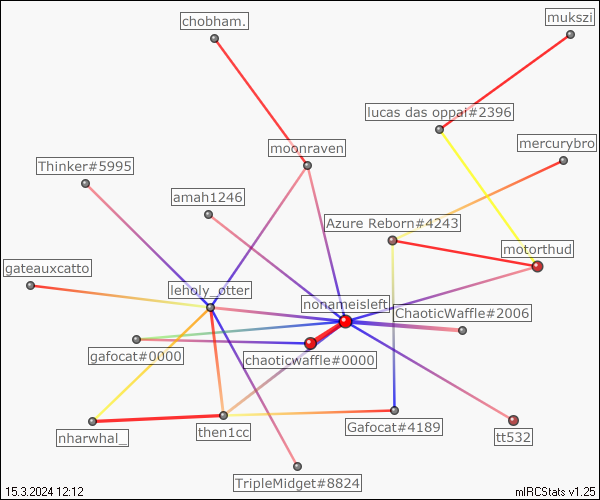 chobham.
mukszi
lucas das oppai#2396
mercurybro
moonraven
Thinker#5995
amah1246
Azure Reborn#4243
motorthud
gateauxcatto
leholy_otter
nonameisleft
ChaoticWaffle#2006
gafocat#0000
chaoticwaffle#0000
nharwhal_
then1cc
Gafocat#4189
tt532
TripleMidget#8824
15.3.2024 12:12
mIRCStats v1.25